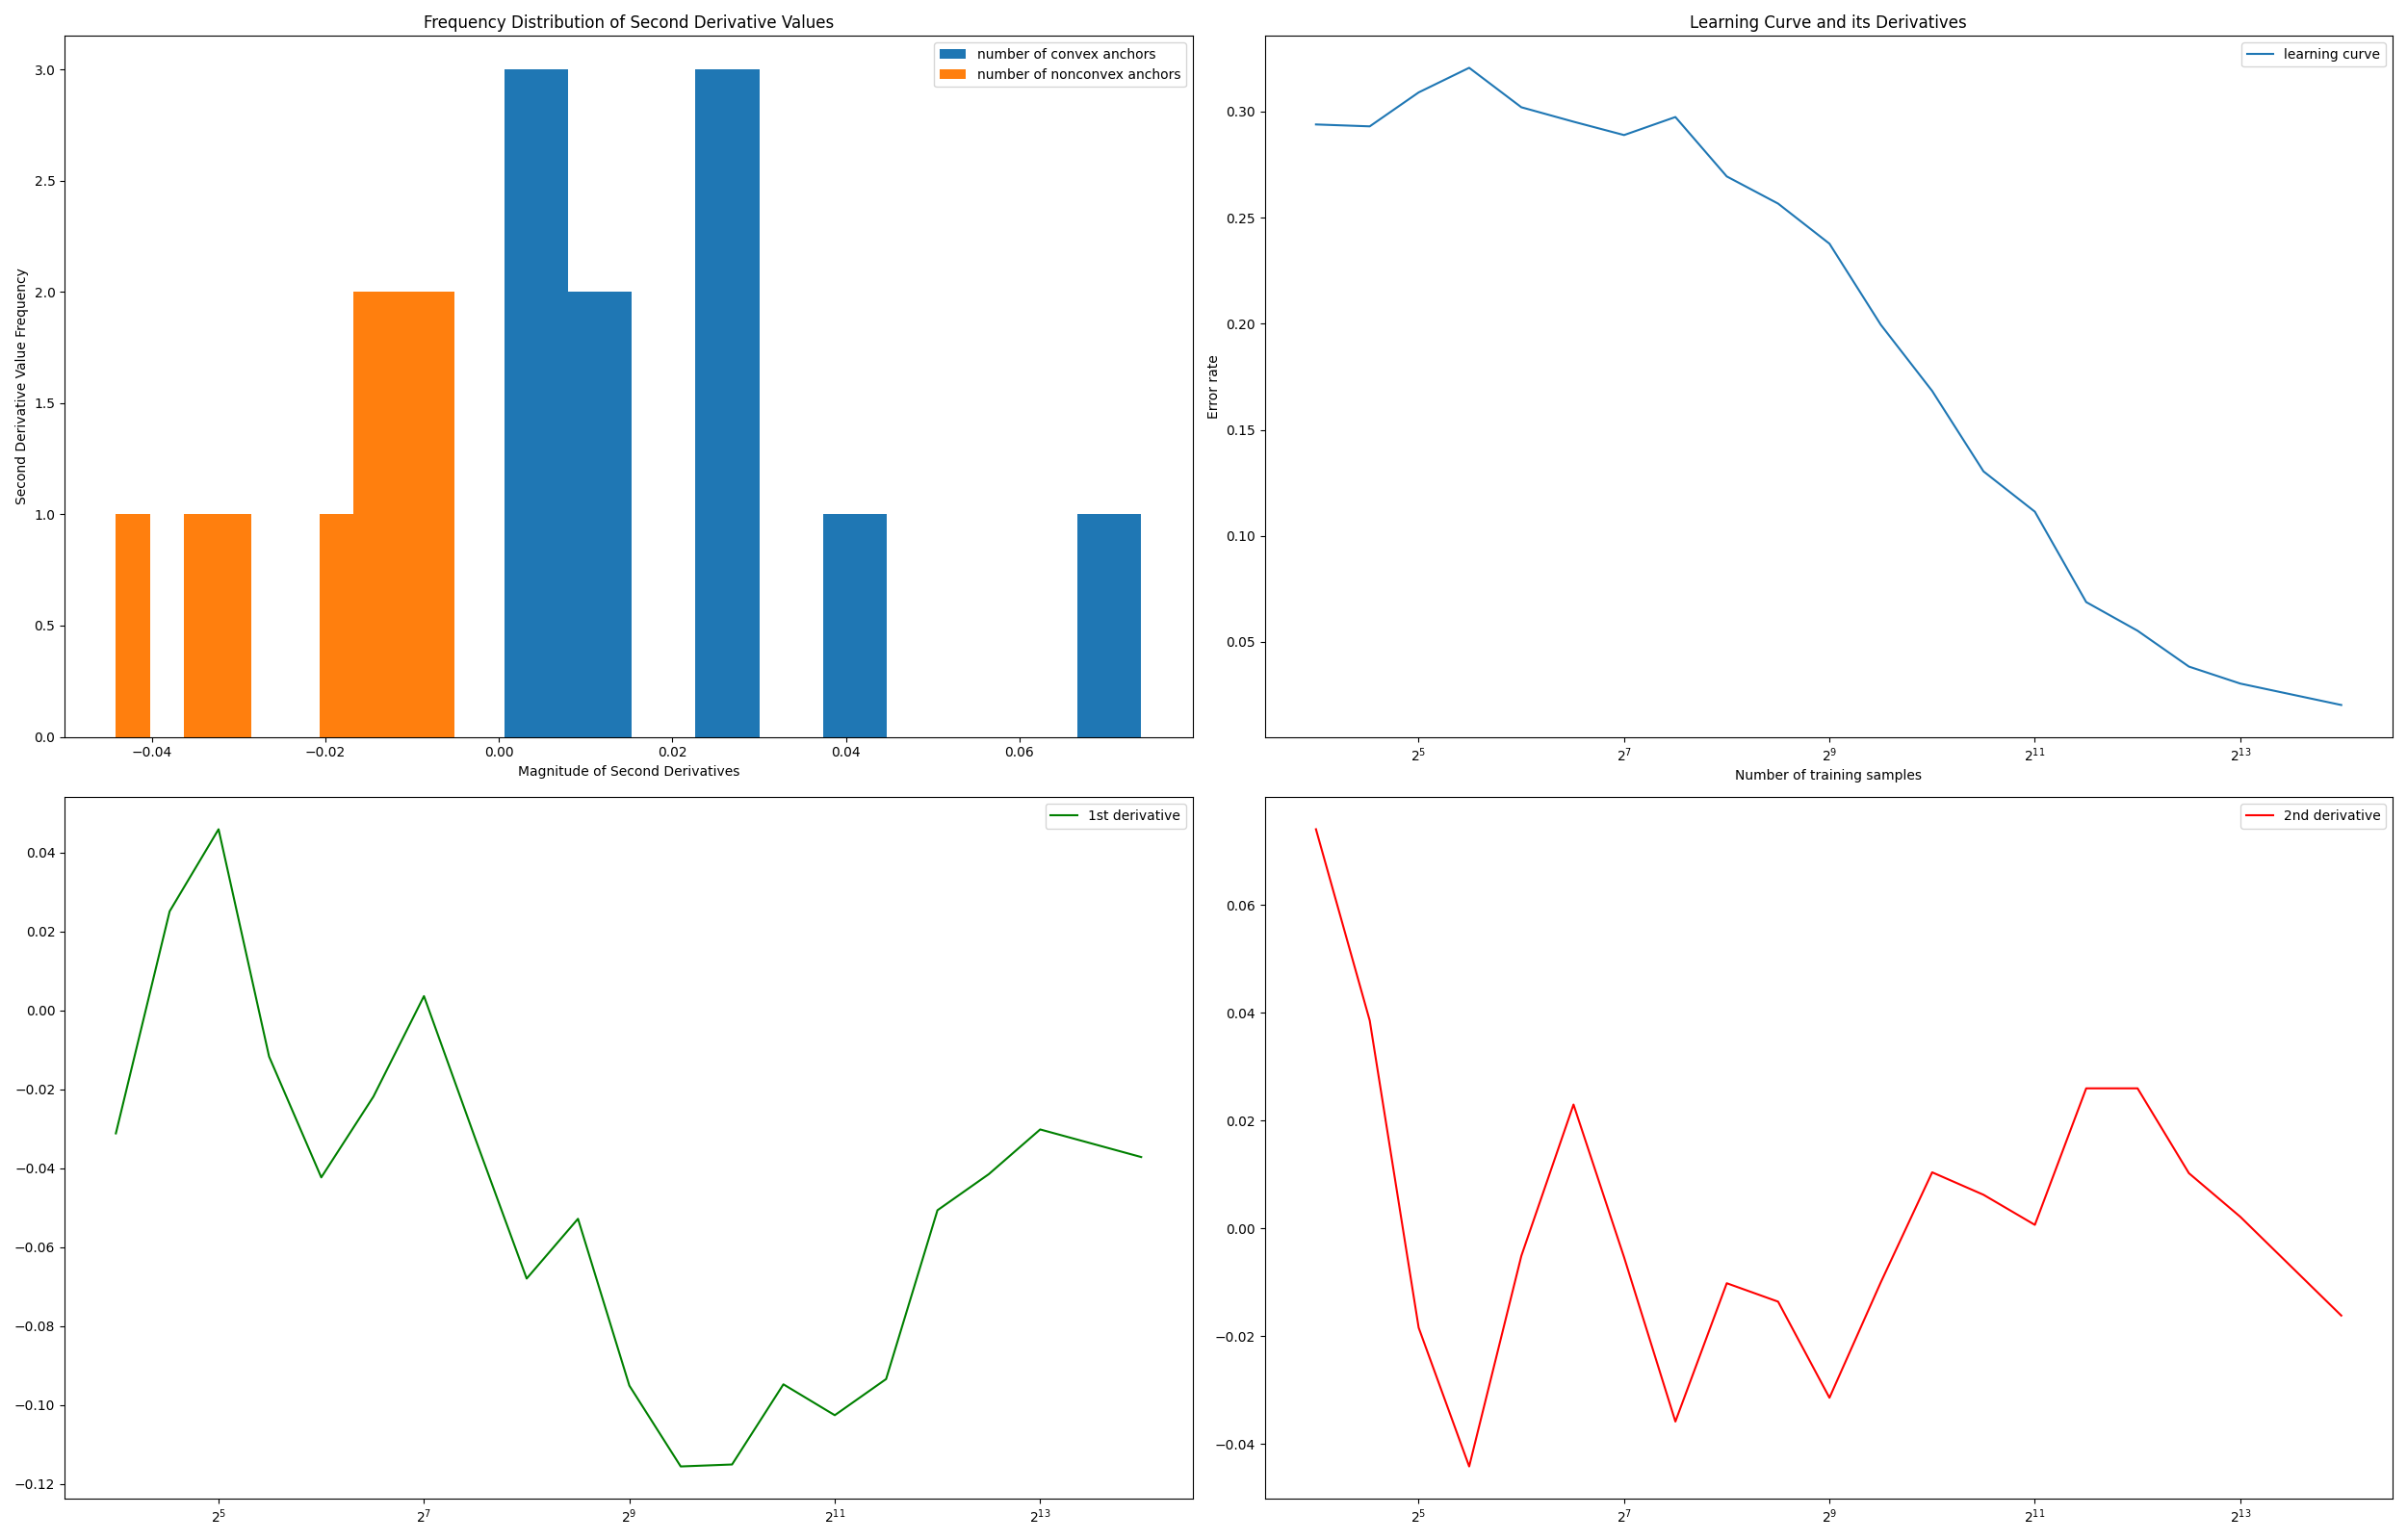 Frequency Distribution of Second Derivative Values
number of convex anchors
number of nonconvex anchors
Second Derivative Value Frequency
3.0
2.5
2.0
1.5
1.0
0.5
0.0
−0.04 −0.02 0.00 0.02 0.04 0.06
Magnitude of Second Derivatives
Learning Curve and its Derivatives
learning curve
Error rate
0.30
0.25
0.20
0.15
0.10
0.05
2^5 2^7 2^9 2^11 2^13
Number of training samples
1st derivative
0.04
0.02
0.00
−0.02
−0.04
−0.06
−0.08
−0.10
−0.12
2^5 2^7 2^9 2^11 2^13
2nd derivative
0.06
0.04
0.02
0.00
−0.02
−0.04
2^5 2^7 2^9 2^11 2^13